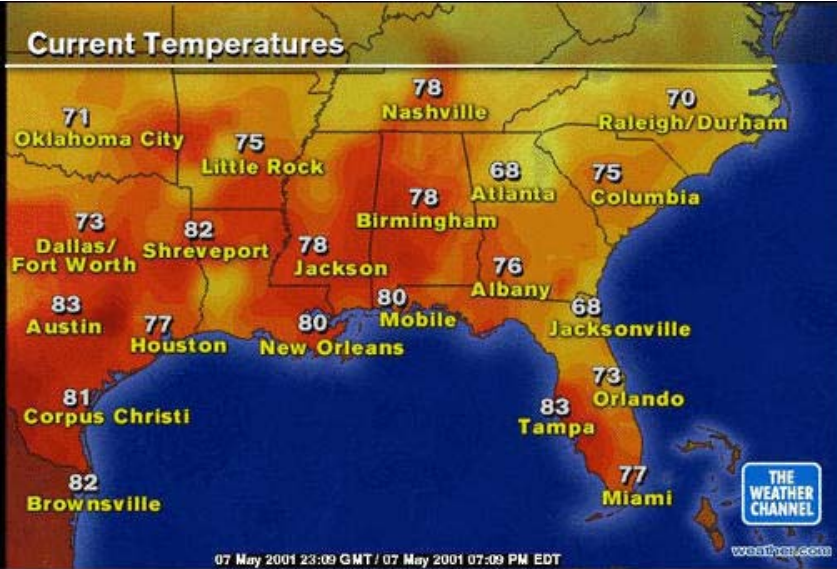 Current Temperatures
78
Nashville
70
Raleigh/Durham
71
Oklahoma City
75
Little Rock
68
Atlanta
75
Columbia
78
Birmingham
73
Dallas/
Fort Worth
82
Shreveport
78
Jackson
76
Albany
83
Austin
77
Houston
80
New Orleans
80
Mobile
68
Jacksonville
81
Corpus Christi
73
Orlando
83
Tampa
82
Brownsville
77
Miami
THE
WEATHER
CHANNEL
weather.com
07 May 2001 23:09 GMT / 07 May 2001 07:09 PM EDT